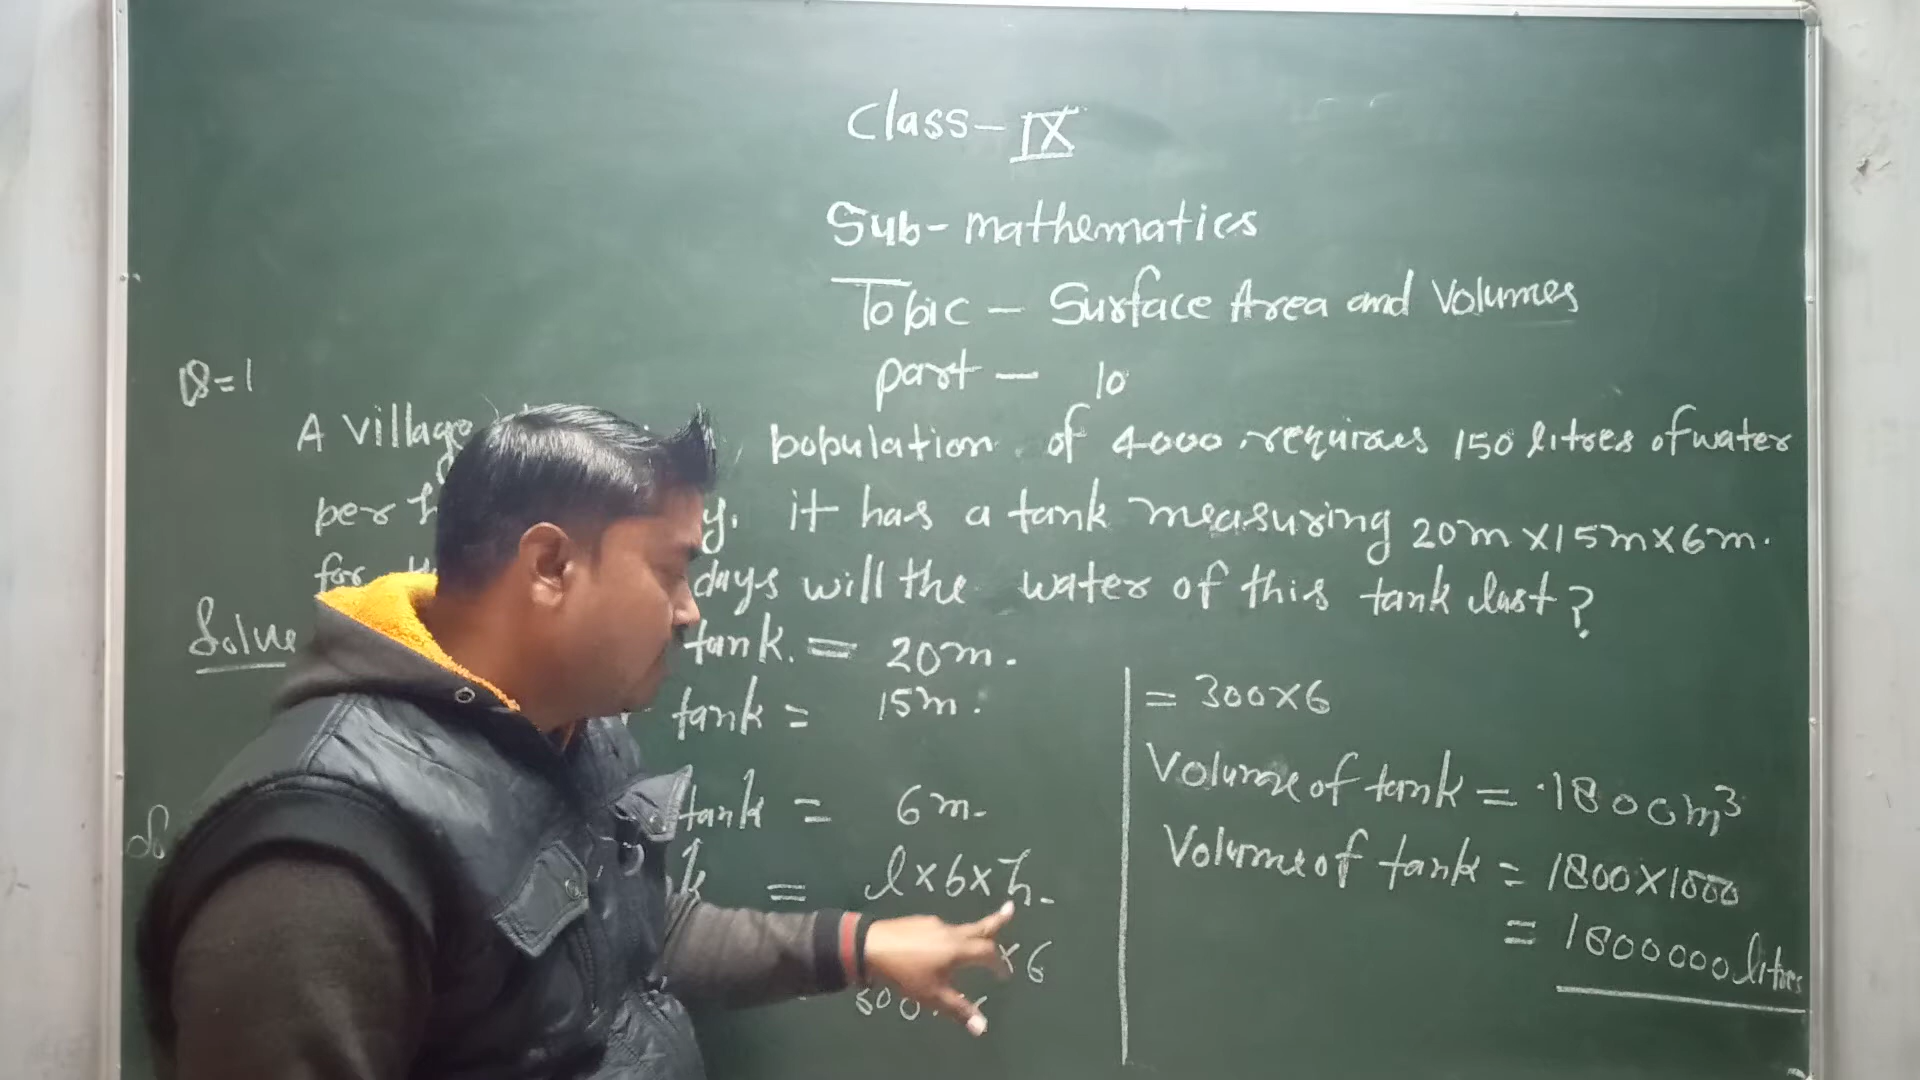 Class - IX
Sub - mathematics
Topic - Surface Area and Volumes
part - 10
Q=1
A village population of 4000 requires 150 litres of water
per y. it has a tank measuring 20m×15m×6m.
for days will the water of this tank last?
Solve tank. = 20m.
tank = 15m.
tank = 6m.
k = l×b×h.
×6
= 300×6
Volume of tank = 1800m³
Volume of tank = 1800×1000
= 1800000 litres